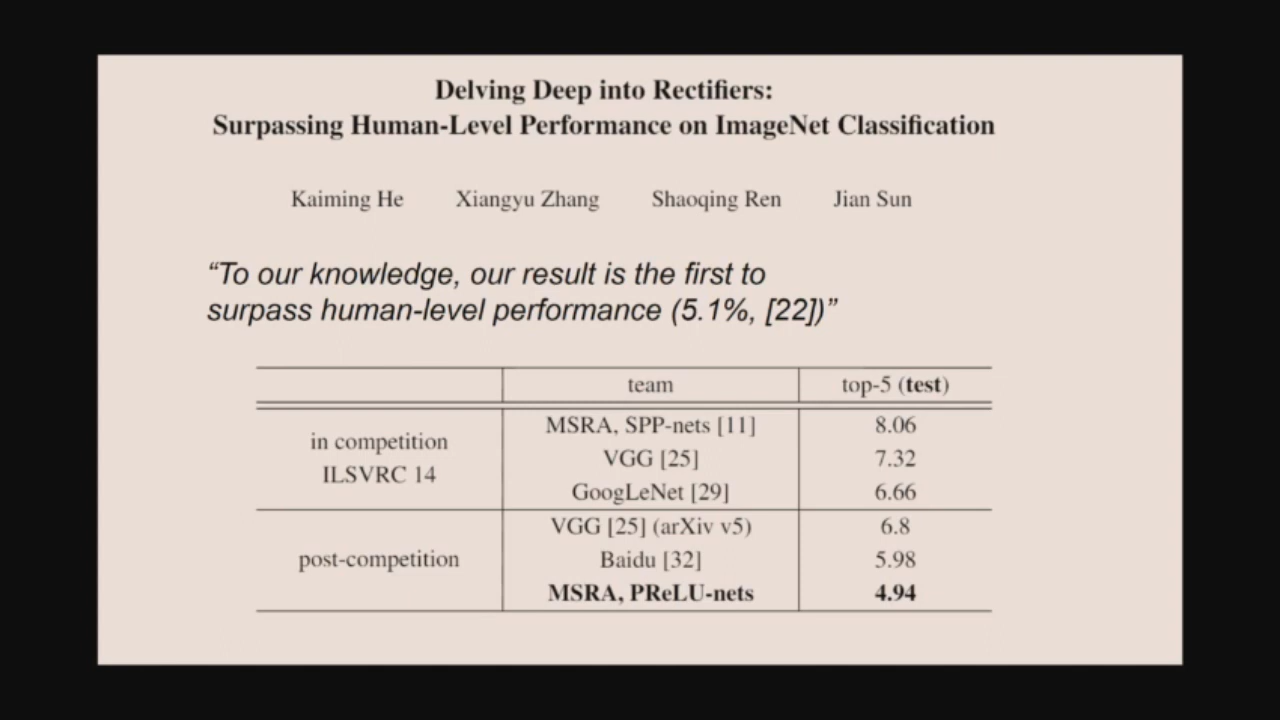 Delving Deep into Rectifiers:
Surpassing Human-Level Performance on ImageNet Classification
Kaiming He Xiangyu Zhang Shaoqing Ren Jian Sun
“To our knowledge, our result is the first to
surpass human-level performance (5.1%, [22])”
team top-5 (test)
in competition
ILSVRC 14
MSRA, SPP-nets [11] 8.06
VGG [25] 7.32
GoogLeNet [29] 6.66
post-competition
VGG [25] (arXiv v5) 6.8
Baidu [32] 5.98
MSRA, PReLU-nets 4.94